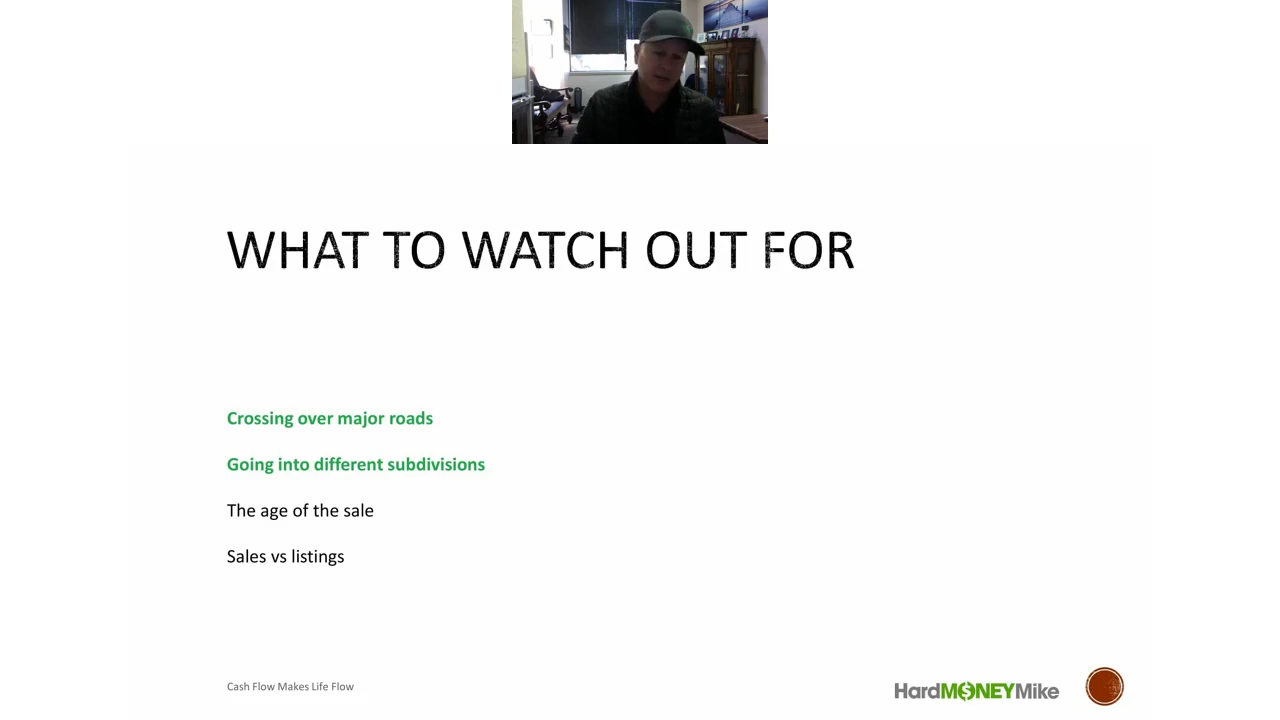 WHAT TO WATCH OUT FOR
Crossing over major roads
Going into different subdivisions
The age of the sale
Sales vs listings
Cash Flow Makes Life Flow
HardMONEYMike